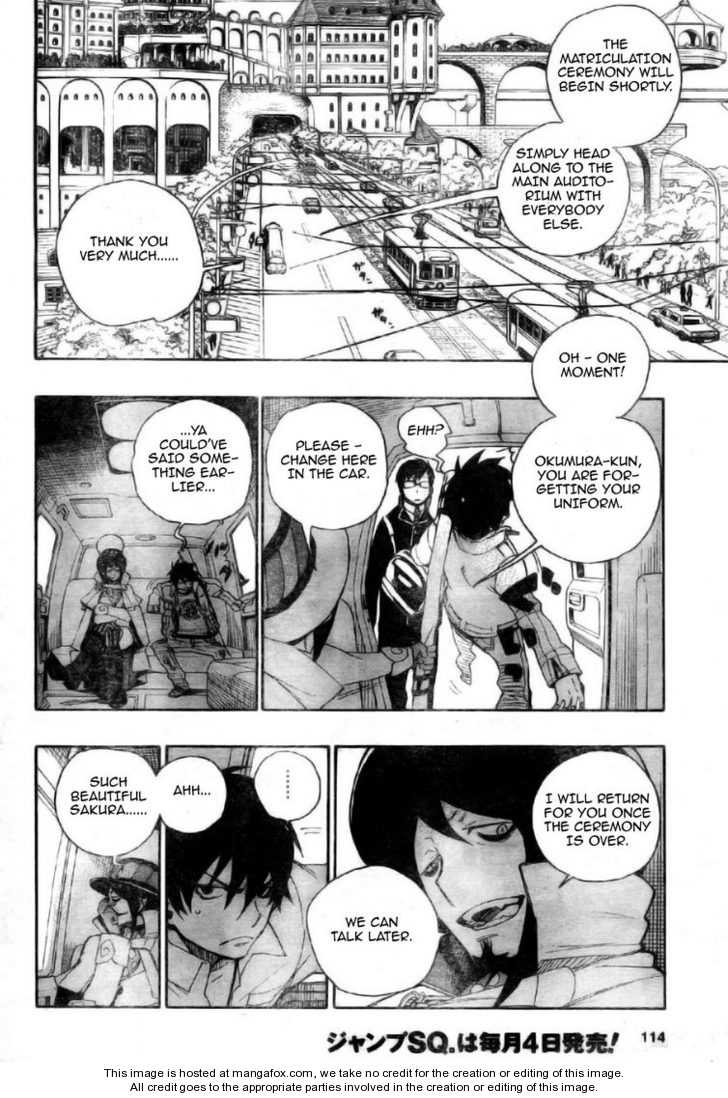 THE
MATRICULATION
CEREMONY WILL
BEGIN SHORTLY.
SIMPLY HEAD
ALONG TO THE
MAIN AUDITO-
RIUM WITH
EVERYBODY
ELSE.
THANK YOU
VERY MUCH......
OH - ONE
MOMENT!
OKUMURA-KUN,
YOU ARE FOR-
GETTING YOUR
UNIFORM.
EHH?
PLEASE -
CHANGE HERE
IN THE CAR.
...YA
COULD'VE
SAID SOME-
THING EAR-
LIER...
I WILL RETURN
FOR YOU ONCE
THE CEREMONY
IS OVER.
WE CAN
TALK LATER.
......
AHH...
SUCH
BEAUTIFUL
SAKURA......
ジャンプSQ.は毎月4日発売!
114
This image is hosted at mangafox.com, we take no credit for the creation or editing of this image.
All credit goes to the appropriate parties involved in the creation or editing of this image.